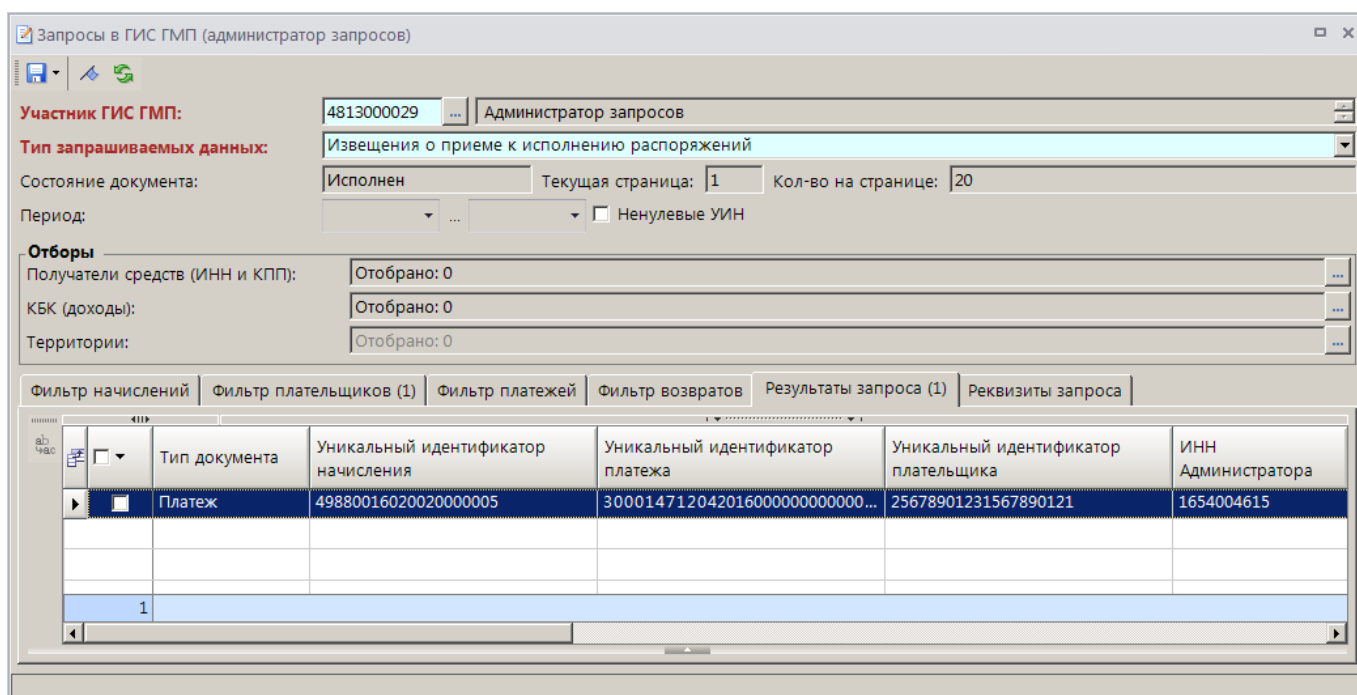 Запросы в ГИС ГМП (администратор запросов)
Участник ГИС ГМП: 4813000029 ... Администратор запросов
Тип запрашиваемых данных: Извещения о приеме к исполнению распоряжений
Состояние документа: Исполнен Текущая страница: 1 Кол-во на странице: 20
Период: ... Ненулевые УИН
Отборы
Получатели средств (ИНН и КПП): Отобрано: 0 ...
КБК (доходы): Отобрано: 0 ...
Территории: Отобрано: 0 ...
Фильтр начислений Фильтр плательщиков (1) Фильтр платежей Фильтр возвратов Результаты запроса (1) Реквизиты запроса
Тип документа Уникальный идентификатор начисления Уникальный идентификатор платежа Уникальный идентификатор плательщика ИНН Администратора
Платеж 49880016020020000005 300014712042016000000000000... 25678901231567890121 1654004615
1